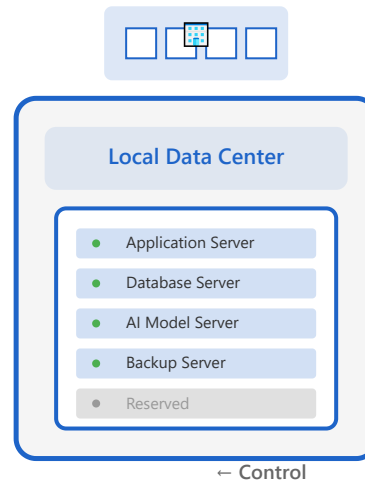 Local Data Center
Application Server
Database Server
AI Model Server
Backup Server
Reserved
← Control